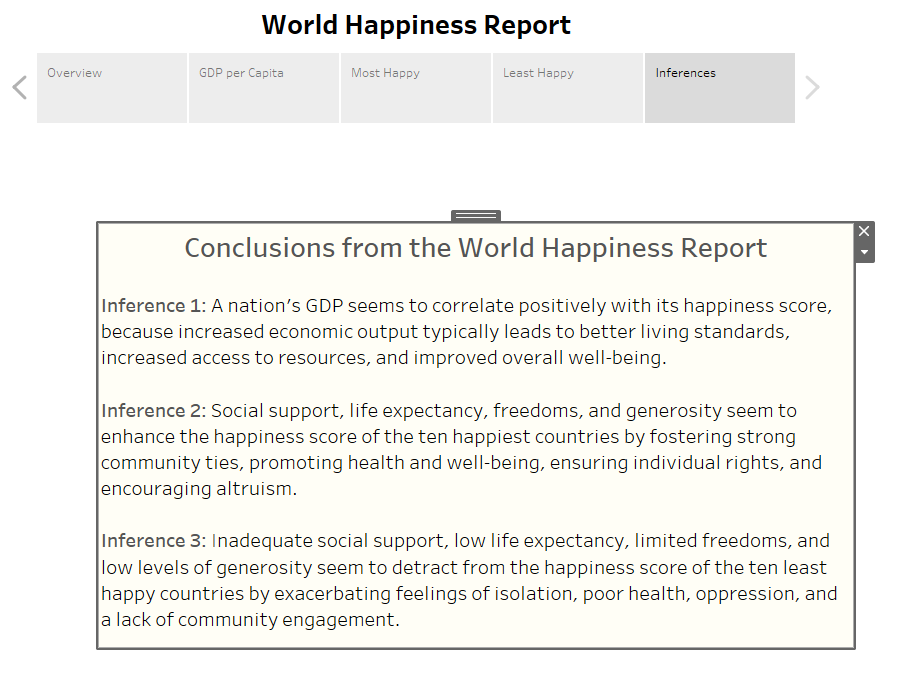 World Happiness Report
Overview
GDP per Capita
Most Happy
Least Happy
Inferences
Conclusions from the World Happiness Report
Inference 1: A nation’s GDP seems to correlate positively with its happiness score,
because increased economic output typically leads to better living standards,
increased access to resources, and improved overall well-being.
Inference 2: Social support, life expectancy, freedoms, and generosity seem to
enhance the happiness score of the ten happiest countries by fostering strong
community ties, promoting health and well-being, ensuring individual rights, and
encouraging altruism.
Inference 3: Inadequate social support, low life expectancy, limited freedoms, and
low levels of generosity seem to detract from the happiness score of the ten least
happy countries by exacerbating feelings of isolation, poor health, oppression, and
a lack of community engagement.